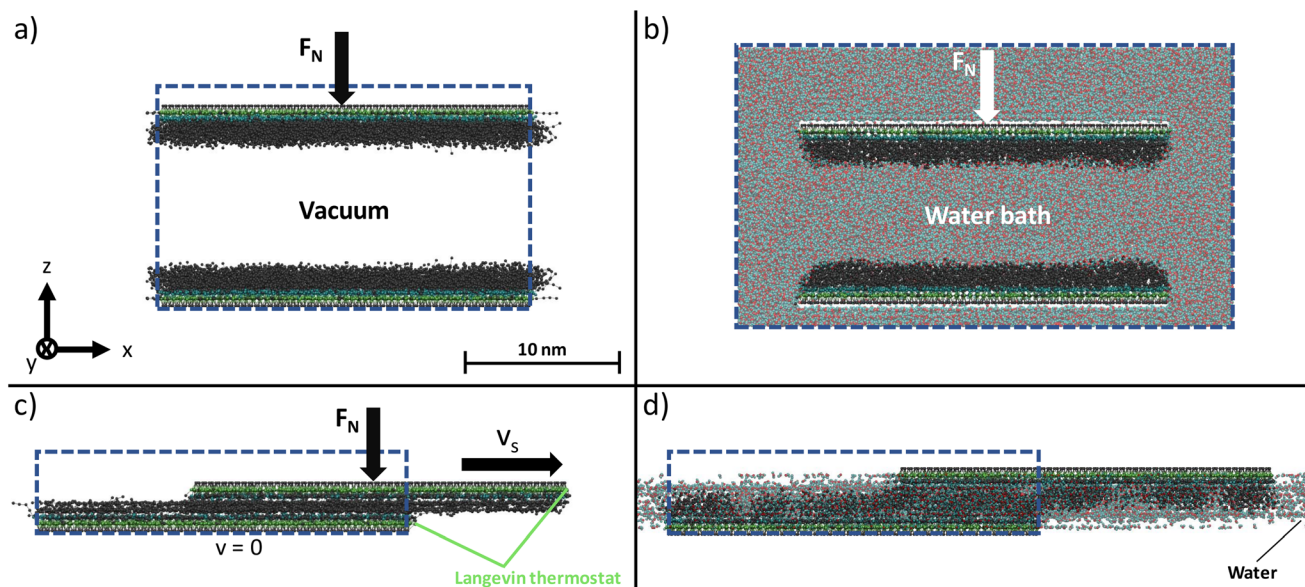 a)
F_N
Vacuum
z
y
x
10 nm
b)
F_N
Water bath
c)
F_N
V_S
v = 0
Langevin thermostat
d)
Water